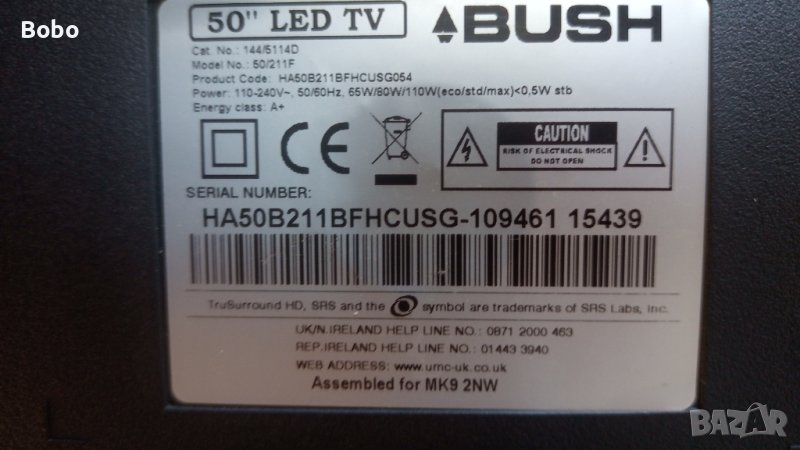 Bobo
50" LED TV
BUSH
Cat. No.: 144/5114D
Model No.: 50/211F
Product Code: HA50B211BFHCUSG054
Power: 110-240V~, 50/60Hz, 65W/80W/110W(eco/std/max)<0,5W stb
Energy class: A+
CE
CAUTION
RISK OF ELECTRICAL SHOCK
DO NOT OPEN
SERIAL NUMBER:
HA50B211BFHCUSG-109461 15439
TruSurround HD, SRS and the symbol are trademarks of SRS Labs, Inc.
UK/N.IRELAND HELP LINE NO.: 0871 2000 463
REP.IRELAND HELP LINE NO.: 01443 3940
WEB ADDRESS: www.umc-uk.co.uk
Assembled for MK9 2NW
BAZAR